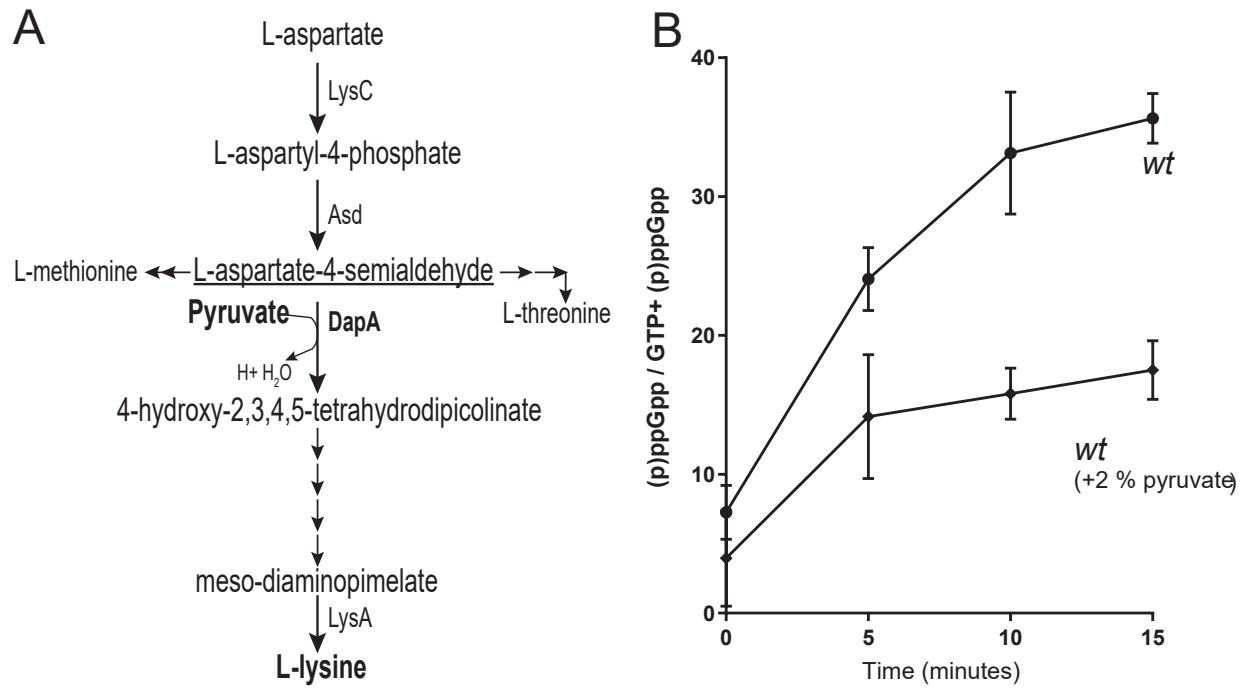 A
L-aspartate
LysC
L-aspartyl-4-phosphate
Asd
L-methionine
L-aspartate-4-semialdehyde
L-threonine
Pyruvate
DapA
H+ H₂O
4-hydroxy-2,3,4,5-tetrahydrodipicolinate
meso-diaminopimelate
LysA
L-lysine
B
(p)ppGpp / GTP+ (p)ppGpp
40
30
20
10
0
wt
wt
(+2 % pyruvate)
0 5 10 15
Time (minutes)